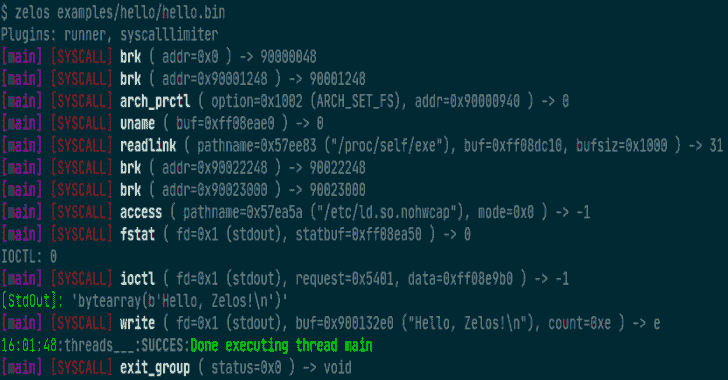 $ zelos examples/hello/hello.bin
Plugins: runner, syscalllimiter
[main] [SYSCALL] brk ( addr=0x0 ) -> 90000048
[main] [SYSCALL] brk ( addr=0x90001248 ) -> 90001248
[main] [SYSCALL] arch_prctl ( option=0x1002 (ARCH_SET_FS), addr=0x90000940 ) -> 0
[main] [SYSCALL] uname ( buf=0xff08eae0 ) -> 0
[main] [SYSCALL] readlink ( pathname=0x57ee83 ("/proc/self/exe"), buf=0xff08dc10, bufsiz=0x1000 ) -> 31
[main] [SYSCALL] brk ( addr=0x90022248 ) -> 90022248
[main] [SYSCALL] brk ( addr=0x90023000 ) -> 90023000
[main] [SYSCALL] access ( pathname=0x57ea5a ("/etc/ld.so.nohwcap"), mode=0x0 ) -> -1
[main] [SYSCALL] fstat ( fd=0x1 (stdout), statbuf=0xff08ea50 ) -> 0
IOCTL: 0
[main] [SYSCALL] ioctl ( fd=0x1 (stdout), request=0x5401, data=0xff08e9b0 ) -> -1
[StdOut]: 'bytearray(b'Hello, Zelos!\n')'
[main] [SYSCALL] write ( fd=0x1 (stdout), buf=0x900132e0 ("Hello, Zelos!\n"), count=0xe ) -> e
16:01:48:threads___:SUCCES:Done executing thread main
[main] [SYSCALL] exit_group ( status=0x0 ) -> void